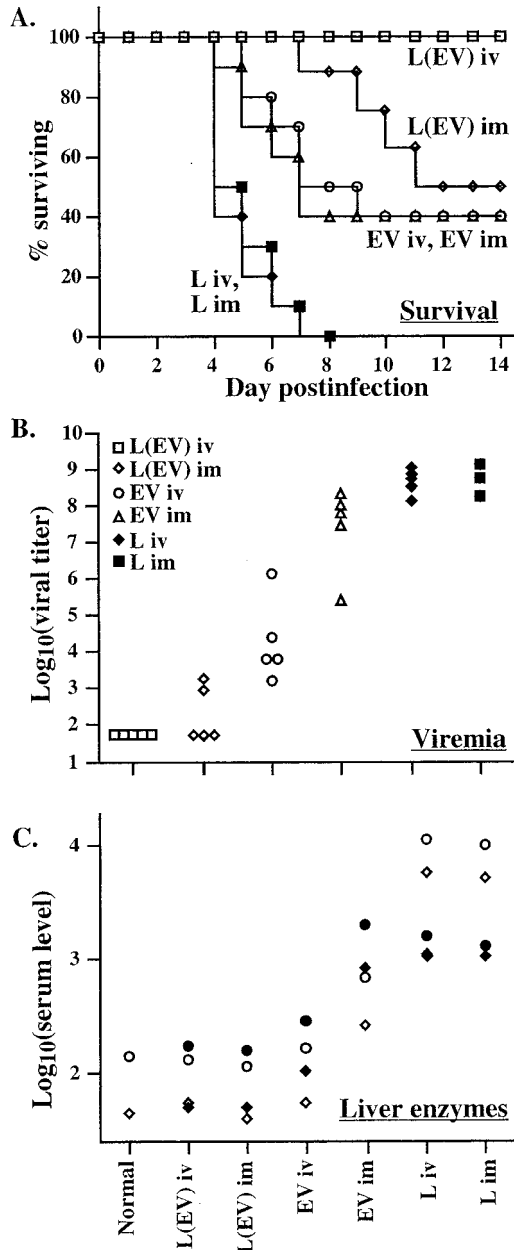 A.
100
80
60
40
20
0
% surviving
L(EV) iv
L(EV) im
EV iv, EV im
L iv,
L im
Survival
0 2 4 6 8 10 12 14
Day postinfection
B.
10
9
8
7
6
5
4
3
2
1
Log10(viral titer)
L(EV) iv
L(EV) im
EV iv
EV im
L iv
L im
Viremia
C.
4
3
2
Log10(serum level)
Liver enzymes
Normal
L(EV) iv
L(EV) im
EV iv
EV im
L iv
L im